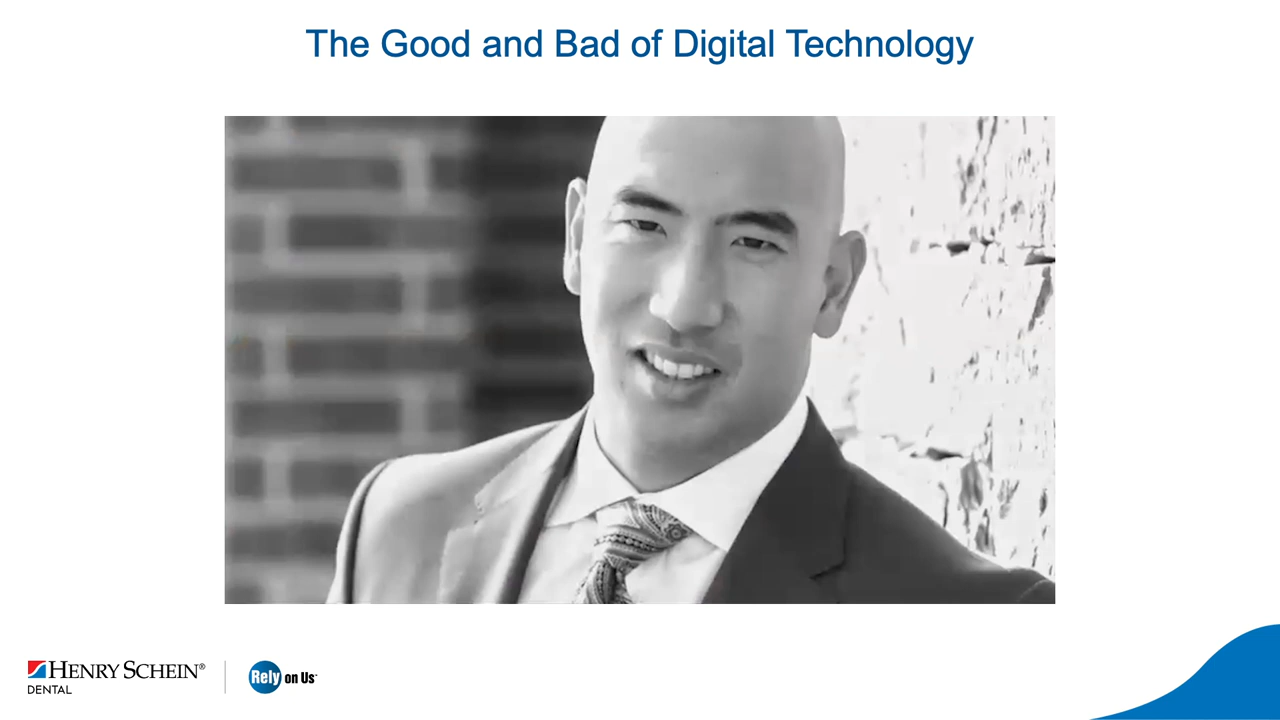 The Good and Bad of Digital Technology
HENRY SCHEIN®
DENTAL
Rely on Us™